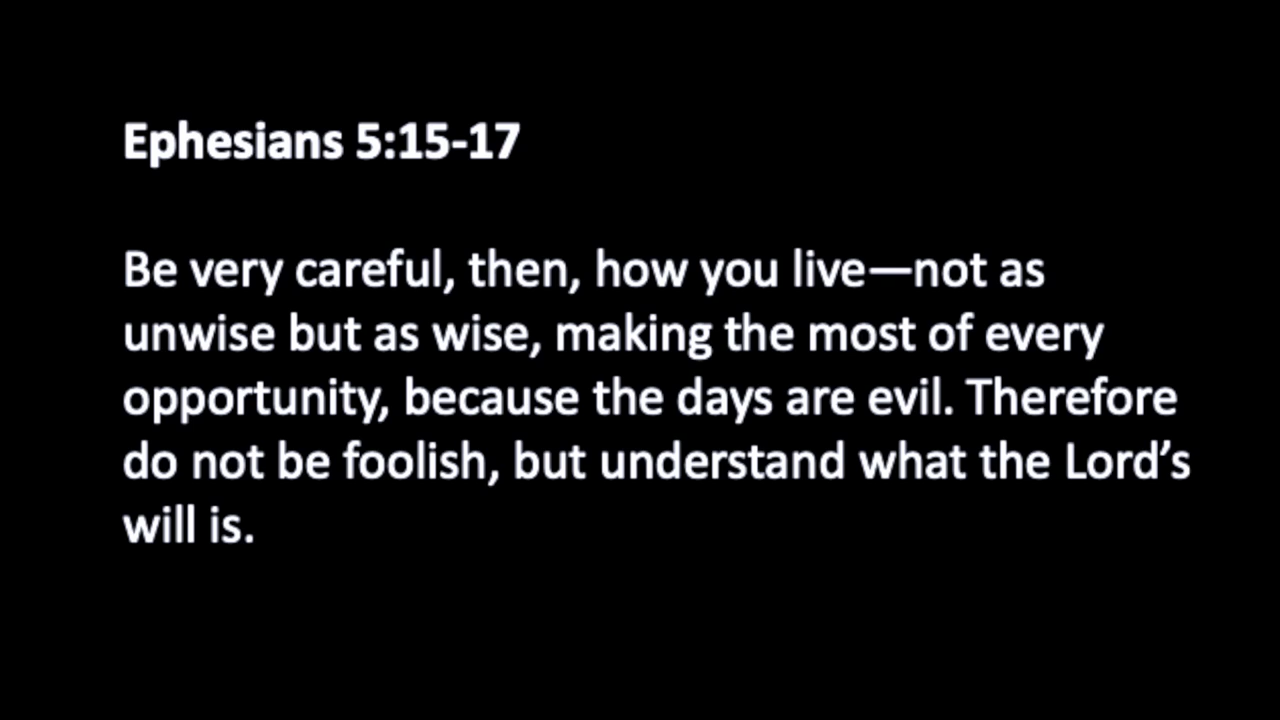 Ephesians 5:15-17
Be very careful, then, how you live—not as
unwise but as wise, making the most of every
opportunity, because the days are evil. Therefore
do not be foolish, but understand what the Lord’s
will is.